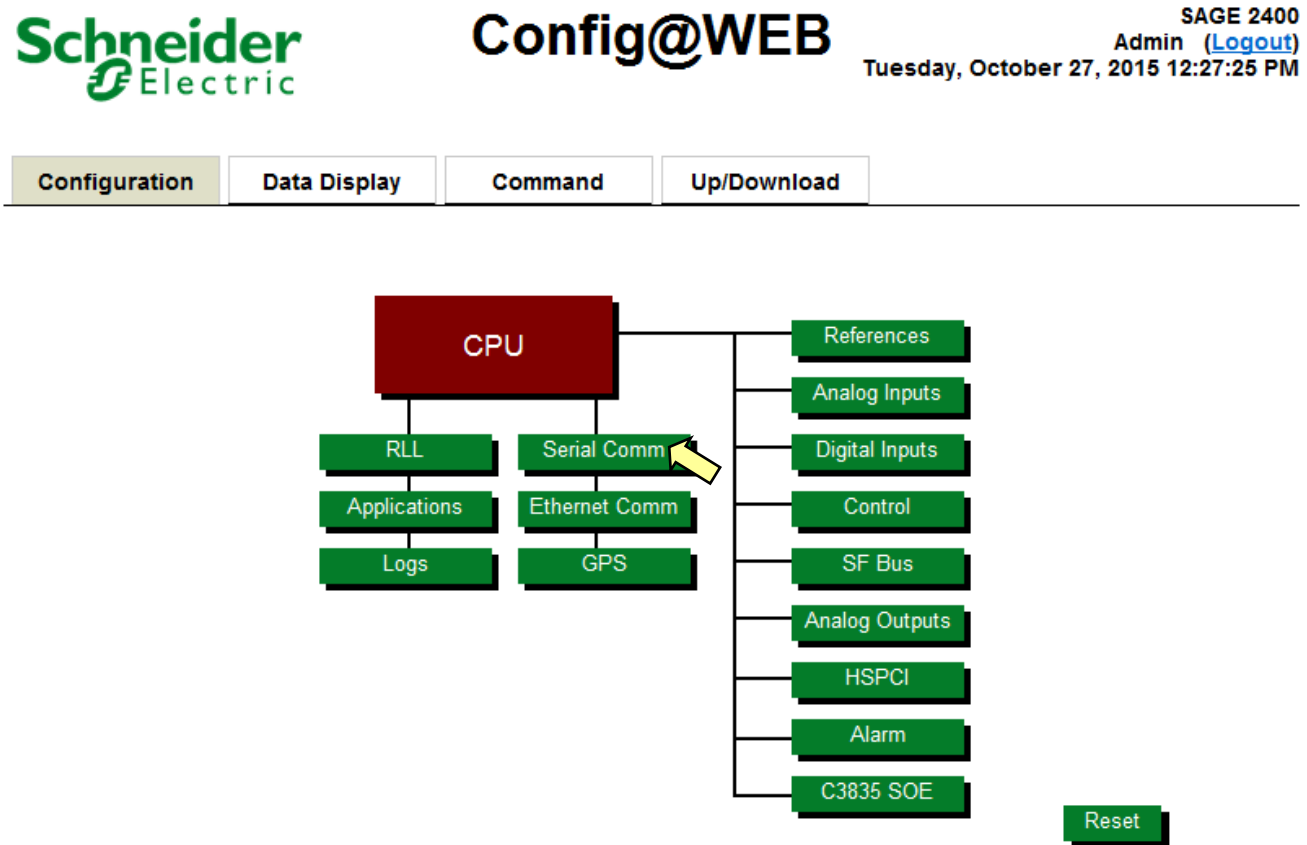 Schneider
Electric
Config@WEB
SAGE 2400
Admin (Logout)
Tuesday, October 27, 2015 12:27:25 PM
Configuration
Data Display
Command
Up/Download
CPU
RLL
Applications
Logs
Serial Comm
Ethernet Comm
GPS
References
Analog Inputs
Digital Inputs
Control
SF Bus
Analog Outputs
HSPCI
Alarm
C3835 SOE
Reset